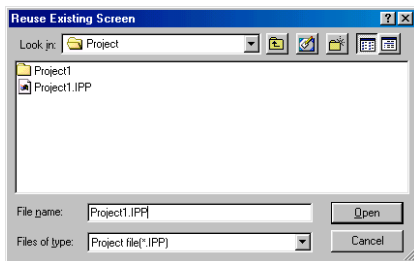 Reuse Existing Screen
Look in: Project
Project1
Project1.IPP
File name: Project1.IPP Open
Files of type: Project file(*.IPP) Cancel